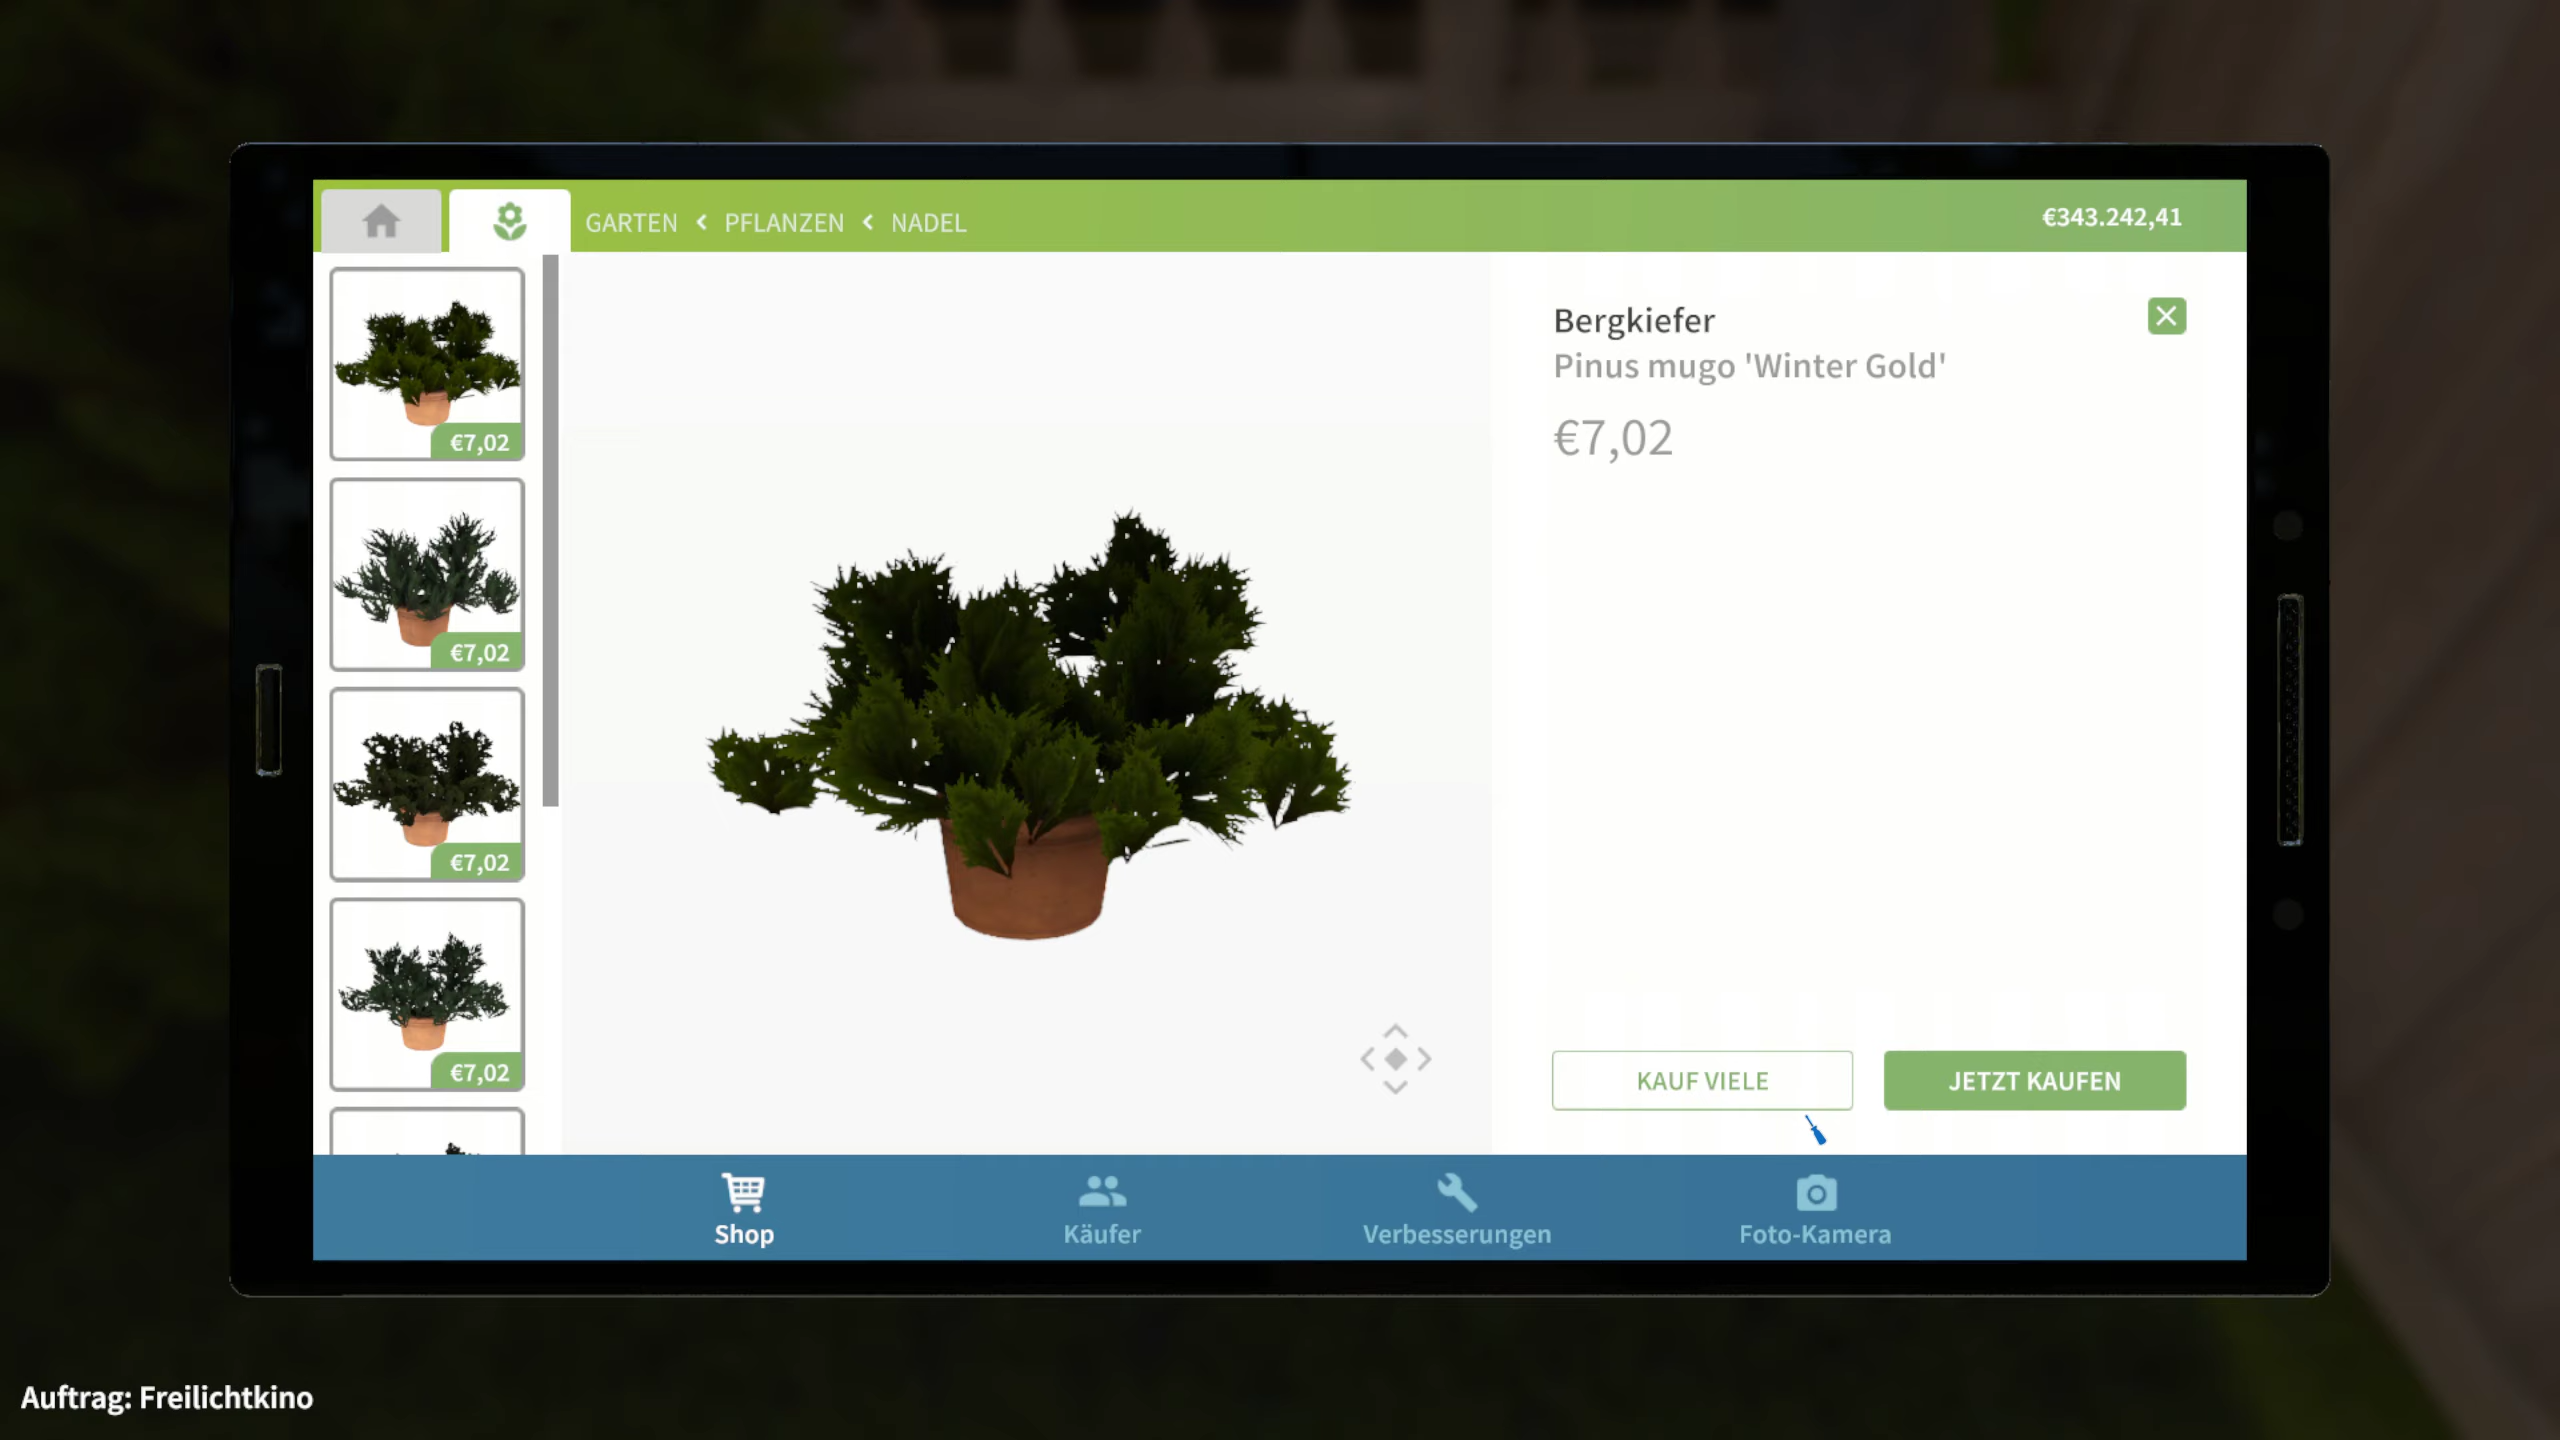 GARTEN < PFLANZEN < NADEL
€343.242,41
€7,02
€7,02
€7,02
€7,02
Bergkiefer
Pinus mugo 'Winter Gold'
€7,02
KAUF VIELE
JETZT KAUFEN
Shop
Käufer
Verbesserungen
Foto-Kamera
Auftrag: Freilichtkino